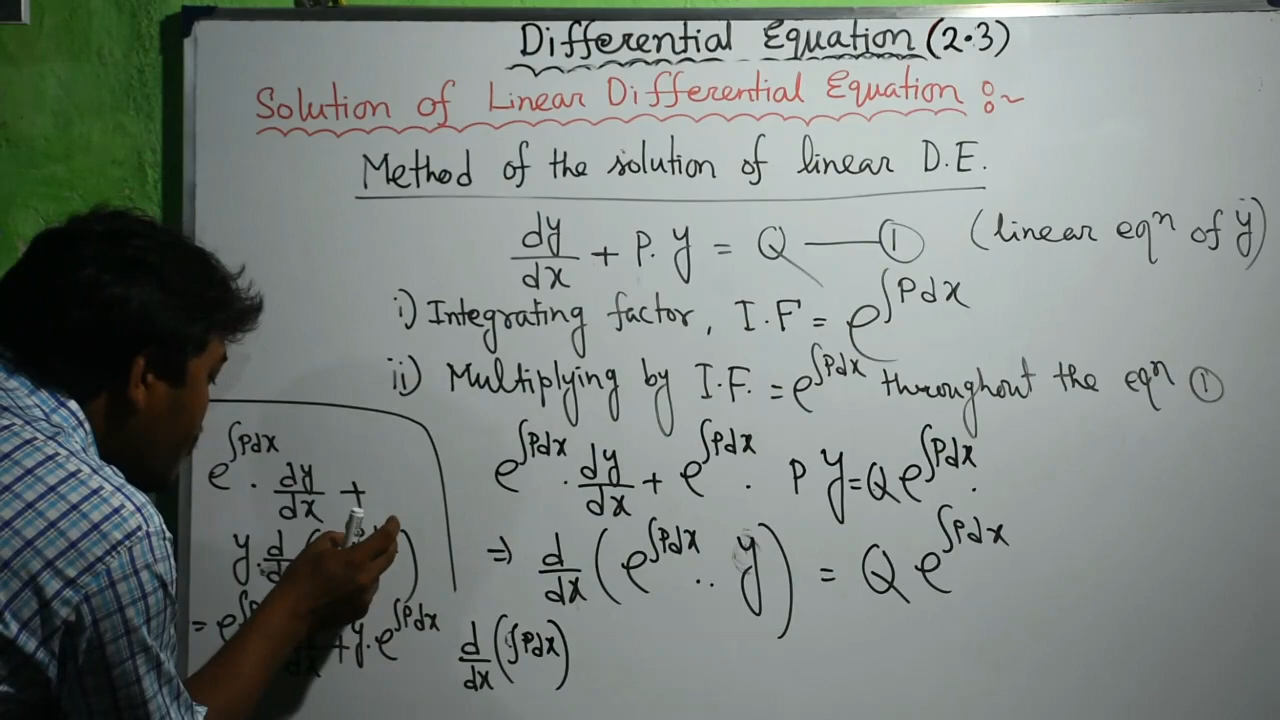 Differential Equation (2.3)
Solution of Linear Differential Equation :~
Method of the solution of linear D.E.
dy/dx + P. y = Q —— ① (linear eqⁿ of y)
i) Integrating factor, I.F = e^∫Pdx
ii) Multiplying by I.F. = e^∫Pdx throughout the eqⁿ ①
e^∫Pdx . dy/dx + e^∫Pdx . P y = Q e^∫Pdx .
⇒ d/dx (e^∫Pdx .. y) = Q e^∫Pdx
e^∫Pdx . dy/dx +
y. d/dx ( )
= e^∫ + y. e^∫Pdx d/dx (∫Pdx)